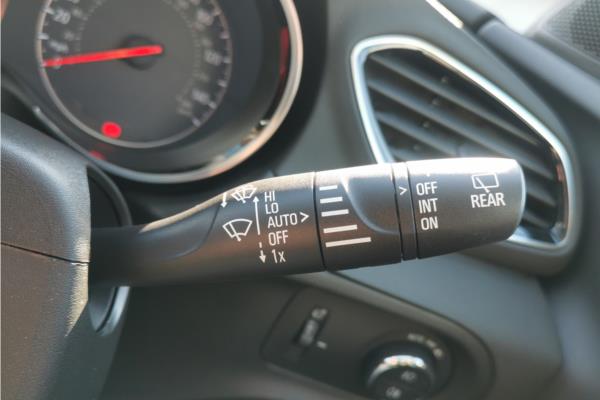 HI
LO
AUTO >
OFF
1x
>
OFF
INT
ON
REAR